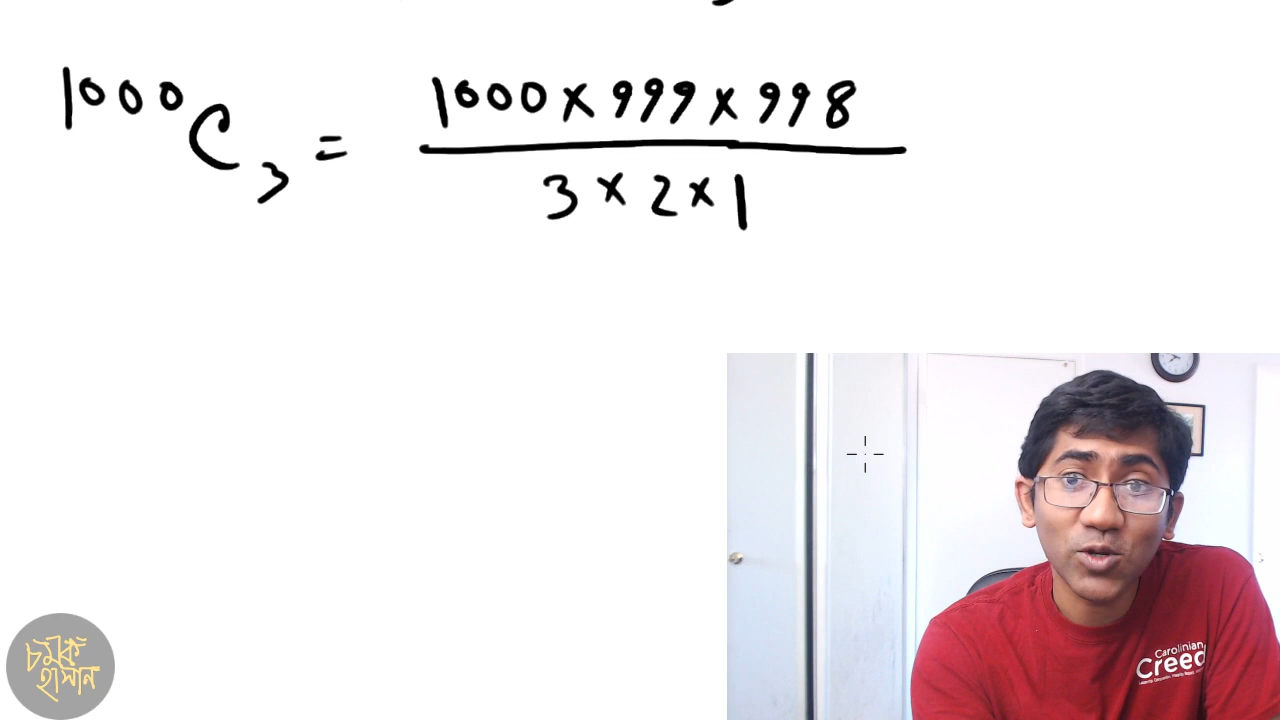 ¹⁰⁰⁰C₃ = 1000 × 999 × 998
3 × 2 × 1
চমক
হাসান
Carolinian
Creed